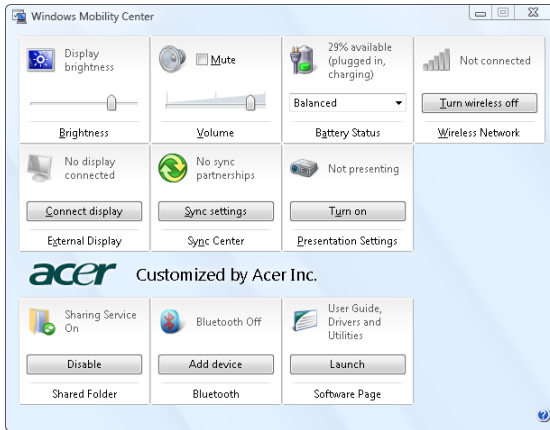 Windows Mobility Center
Display
brightness
Brightness
Mute
Volume
29% available
(plugged in,
charging)
Balanced
Battery Status
Not connected
Turn wireless off
Wireless Network
No display
connected
Connect display
External Display
No sync
partnerships
Sync settings
Sync Center
Not presenting
Turn on
Presentation Settings
acer Customized by Acer Inc.
Sharing Service
On
Disable
Shared Folder
Bluetooth Off
Add device
Bluetooth
User Guide,
Drivers and
Utilities
Launch
Software Page